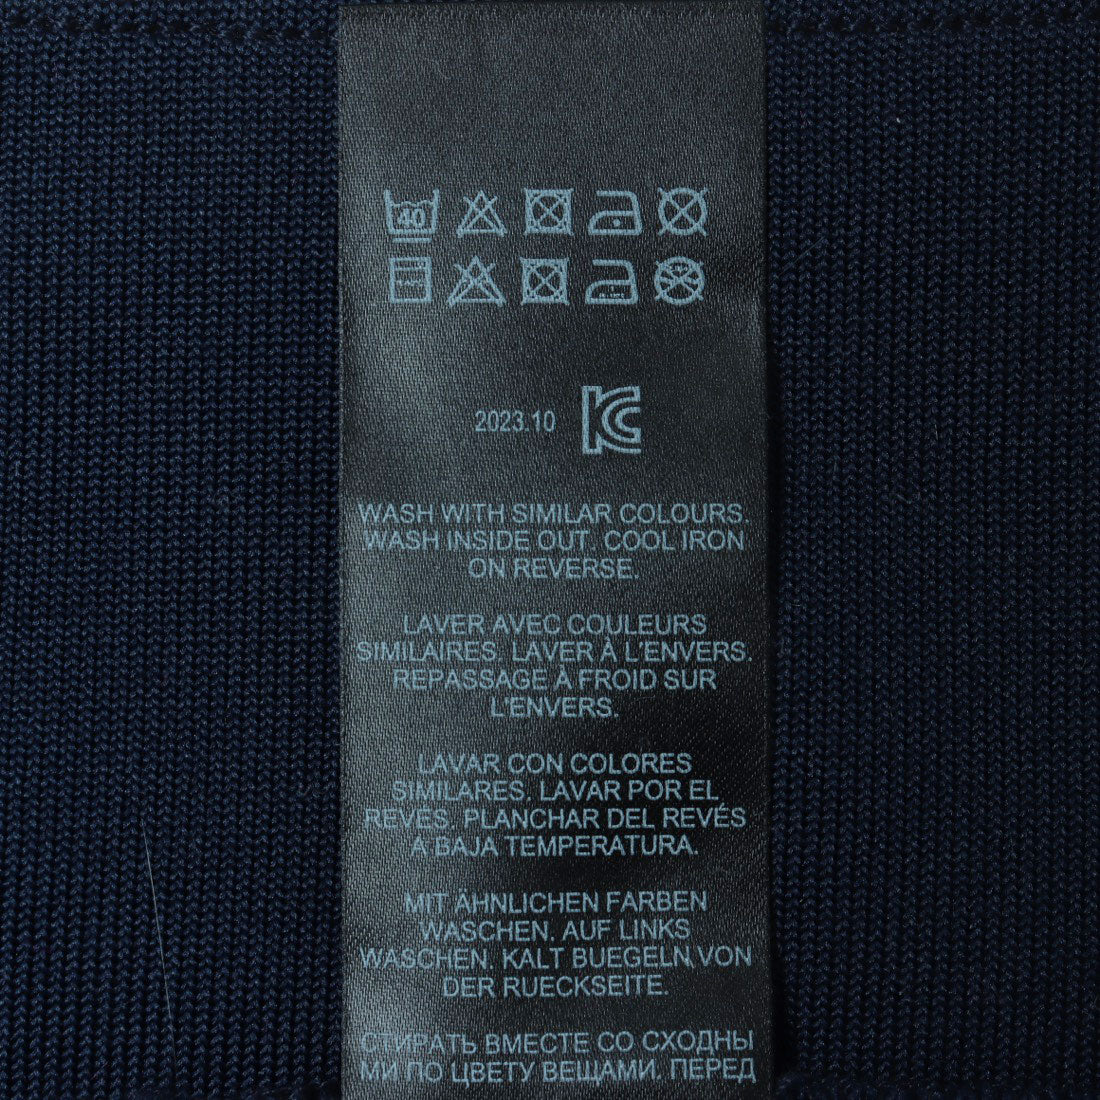 40
2023.10
WASH WITH SIMILAR COLOURS.
WASH INSIDE OUT. COOL IRON
ON REVERSE.
LAVER AVEC COULEURS
SIMILAIRES. LAVER À L'ENVERS.
REPASSAGE À FROID SUR
L'ENVERS.
LAVAR CON COLORES
SIMILARES. LAVAR POR EL
REVÉS. PLANCHAR DEL REVÉS
A BAJA TEMPERATURA.
MIT ÄHNLICHEN FARBEN
WASCHEN. AUF LINKS
WASCHEN. KALT BUEGELN VON
DER RUECKSEITE.
СТИРАТЬ ВМЕСТЕ СО СХОДНЫ
МИ ПО ЦВЕТУ ВЕЩАМИ. ПЕРЕД